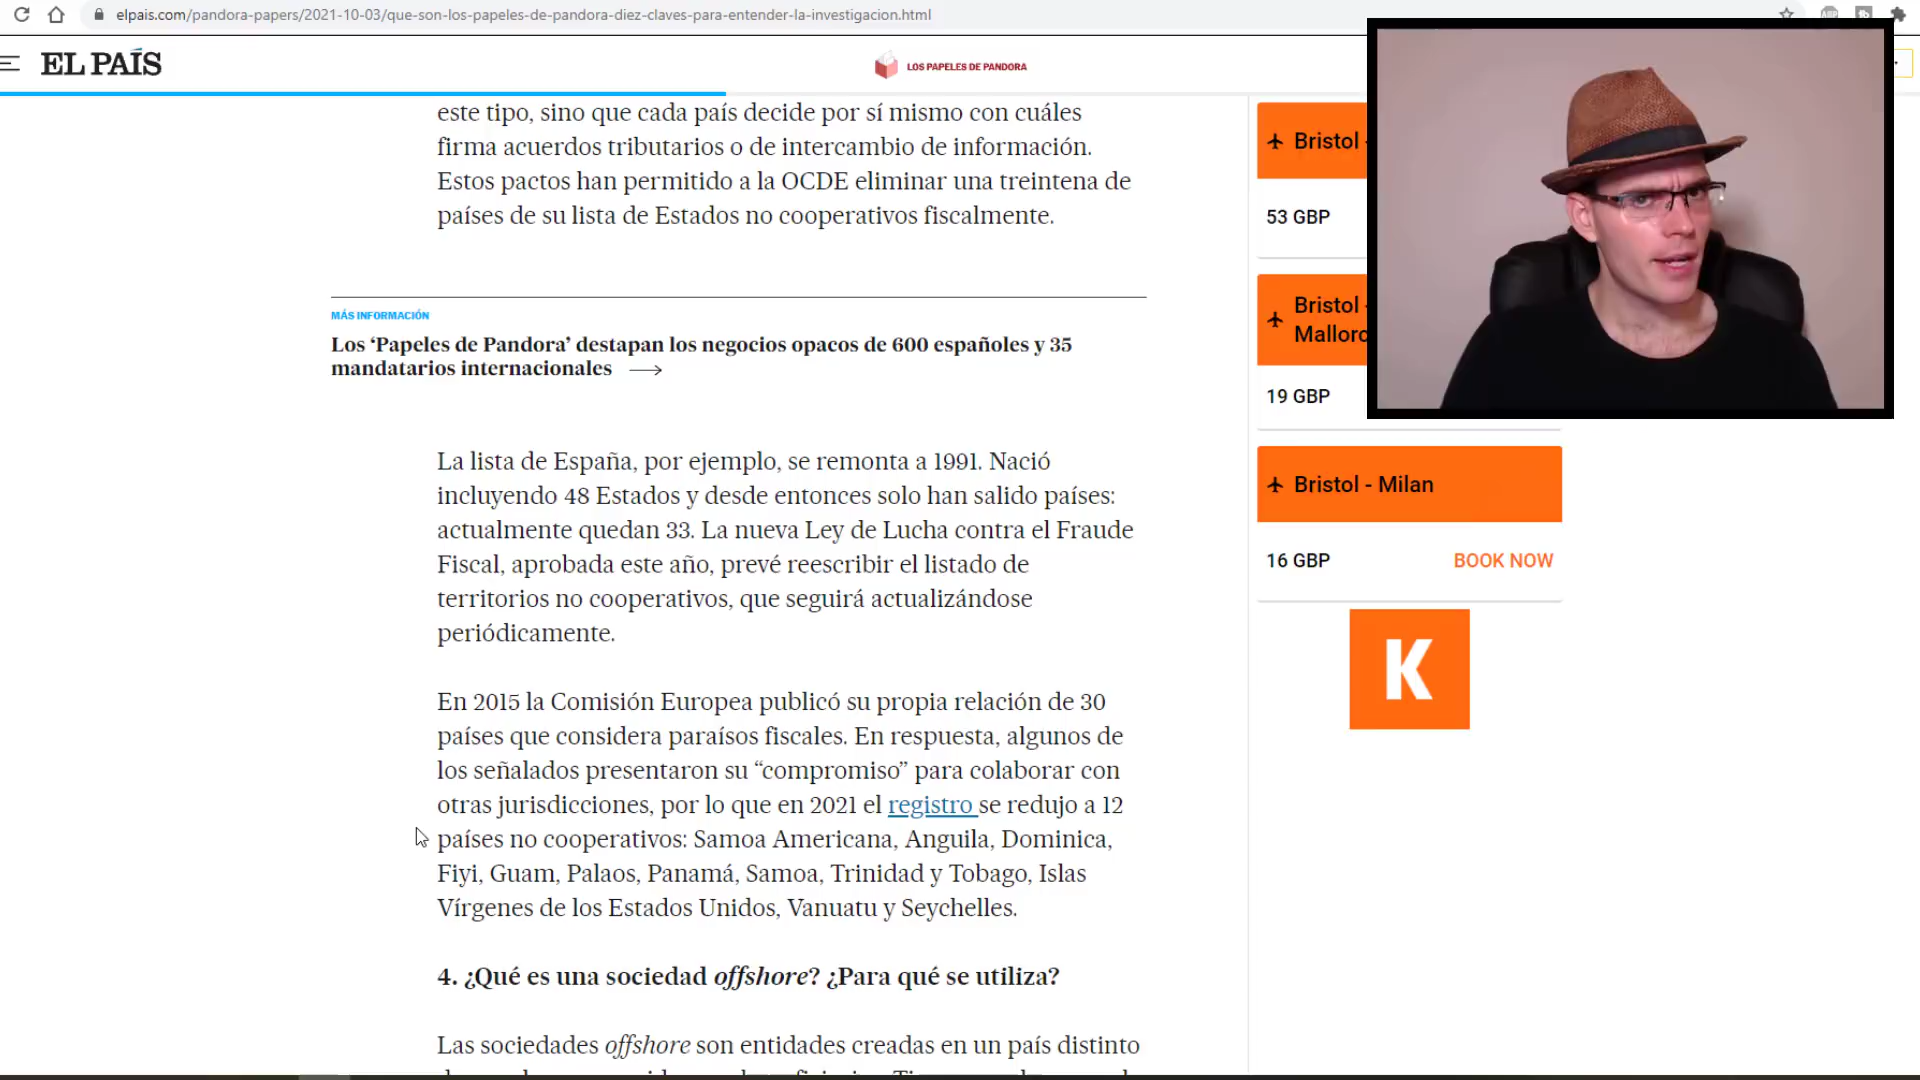 elpais.com/pandora-papers/2021-10-03/que-son-los-papeles-de-pandora-diez-claves-para-entender-la-investigacion.html
EL PAÍS
LOS PAPELES DE PANDORA
este tipo, sino que cada país decide por sí mismo con cuáles
firma acuerdos tributarios o de intercambio de información.
Estos pactos han permitido a la OCDE eliminar una treintena de
países de su lista de Estados no cooperativos fiscalmente.
MÁS INFORMACIÓN
Los ‘Papeles de Pandora’ destapan los negocios opacos de 600 españoles y 35
mandatarios internacionales
La lista de España, por ejemplo, se remonta a 1991. Nació
incluyendo 48 Estados y desde entonces solo han salido países:
actualmente quedan 33. La nueva Ley de Lucha contra el Fraude
Fiscal, aprobada este año, prevé reescribir el listado de
territorios no cooperativos, que seguirá actualizándose
periódicamente.
En 2015 la Comisión Europea publicó su propia relación de 30
países que considera paraísos fiscales. En respuesta, algunos de
los señalados presentaron su “compromiso” para colaborar con
otras jurisdicciones, por lo que en 2021 el registro se redujo a 12
países no cooperativos: Samoa Americana, Anguila, Dominica,
Fiyi, Guam, Palaos, Panamá, Samoa, Trinidad y Tobago, Islas
Vírgenes de los Estados Unidos, Vanuatu y Seychelles.
4. ¿Qué es una sociedad offshore? ¿Para qué se utiliza?
Las sociedades offshore son entidades creadas en un país distinto
Bristol -
53 GBP
Bristol -
Mallorc
19 GBP
Bristol - Milan
16 GBP BOOK NOW
K